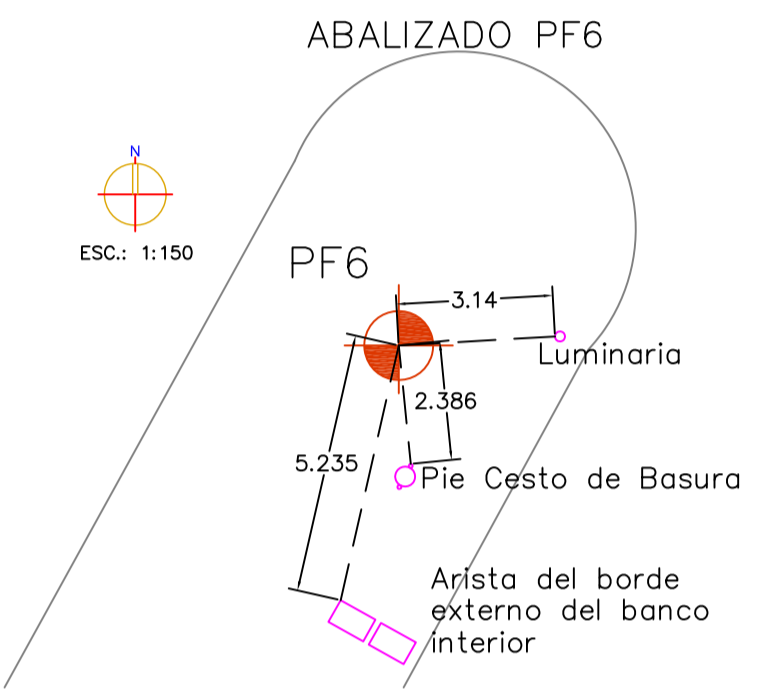 ABALIZADO PF6
N
ESC.: 1:150
PF6
3.14
Luminaria
2.386
5.235
Pie Cesto de Basura
Arista del borde
externo del banco
interior